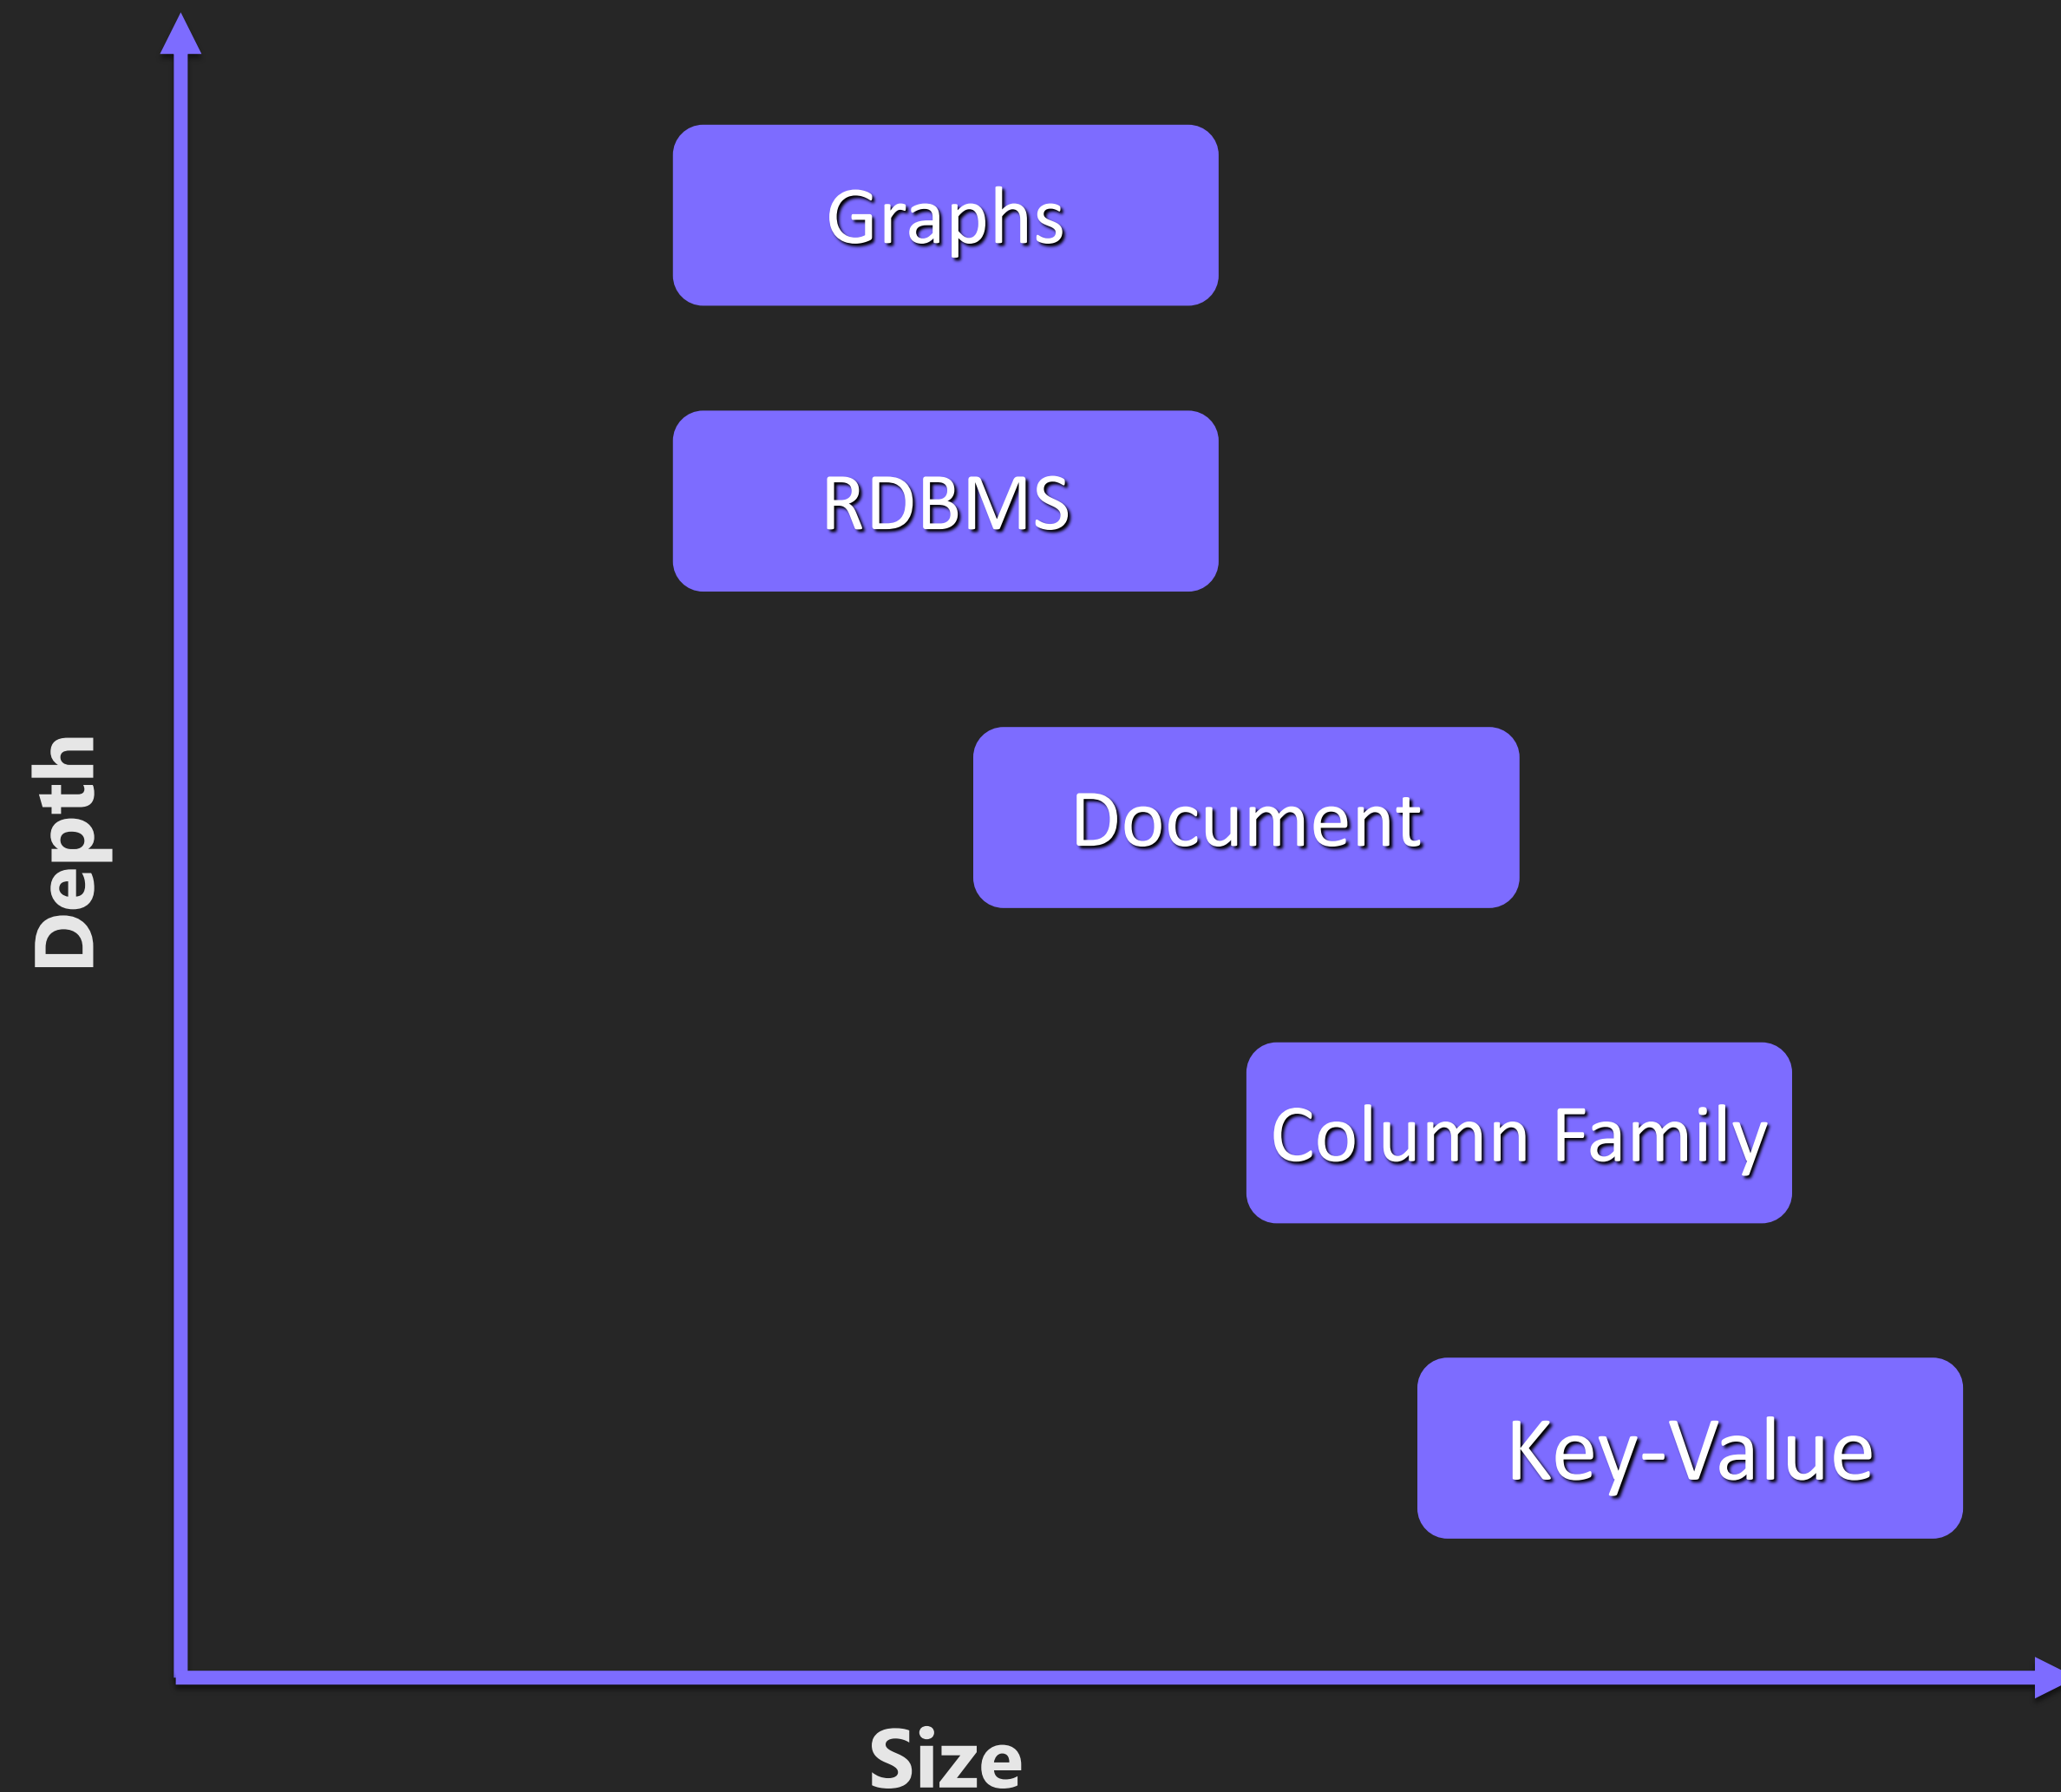 Graphs
RDBMS
Document
Depth
Column Family
Key-Value
Size